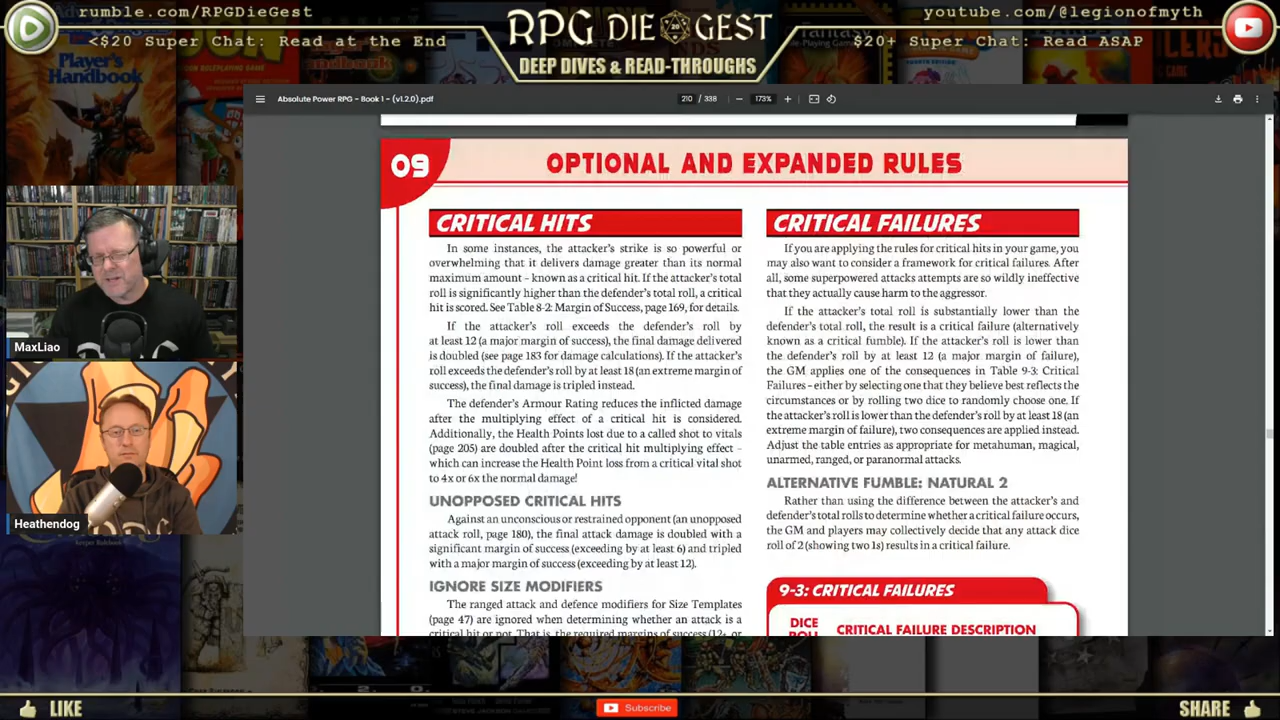 rumble.com/RPGDieGest
<$20 Super Chat: Read at the End
RPG DIE GEST
DEEP DIVES & READ-THROUGHS
youtube.com/@legionofmyth
$20+ Super Chat: Read ASAP
Player's
Handbook
Absolute Power RPG - Book 1 - (v1.2.0).pdf
210 / 338
173%
09
OPTIONAL AND EXPANDED RULES
CRITICAL HITS
In some instances, the attacker's strike is so powerful or
overwhelming that it delivers damage greater than its normal
maximum amount – known as a critical hit. If the attacker's total
roll is significantly higher than the defender's total roll, a critical
hit is scored. See Table 8-2: Margin of Success, page 169, for details.
If the attacker's roll exceeds the defender's roll by
at least 12 (a major margin of success), the final damage delivered
is doubled (see page 183 for damage calculations). If the attacker's
roll exceeds the defender's roll by at least 18 (an extreme margin of
success), the final damage is tripled instead.
The defender's Armour Rating reduces the inflicted damage
after the multiplying effect of a critical hit is considered.
Additionally, the Health Points lost due to a called shot to vitals
(page 205) are doubled after the critical hit multiplying effect –
which can increase the Health Point loss from a critical vital shot
to 4x or 6x the normal damage!
UNOPPOSED CRITICAL HITS
Against an unconscious or restrained opponent (an unopposed
attack roll, page 180), the final attack damage is doubled with a
significant margin of success (exceeding by at least 6) and tripled
with a major margin of success (exceeding by at least 12).
IGNORE SIZE MODIFIERS
The ranged attack and defence modifiers for Size Templates
(page 47) are ignored when determining whether an attack is a
critical hit or not. That is, the required margins of success (12+ or
CRITICAL FAILURES
If you are applying the rules for critical hits in your game, you
may also want to consider a framework for critical failures. After
all, some superpowered attacks attempts are so wildly ineffective
that they actually cause harm to the aggressor.
If the attacker's total roll is substantially lower than the
defender's total roll, the result is a critical failure (alternatively
known as a critical fumble). If the attacker's roll is lower than
the defender's roll by at least 12 (a major margin of failure),
the GM applies one of the consequences in Table 9-3: Critical
Failures – either by selecting one that they believe best reflects the
circumstances or by rolling two dice to randomly choose one. If
the attacker's roll is lower than the defender's roll by at least 18 (an
extreme margin of failure), two consequences are applied instead.
Adjust the table entries as appropriate for metahuman, magical,
unarmed, ranged, or paranormal attacks.
ALTERNATIVE FUMBLE: NATURAL 2
Rather than using the difference between the attacker's and
defender's total rolls to determine whether a critical failure occurs,
the GM and players may collectively decide that any attack dice
roll of 2 (showing two 1s) results in a critical failure.
9-3: CRITICAL FAILURES
DICE
ROLL
CRITICAL FAILURE DESCRIPTION
MaxLiao
Heathendog
LIKE
Subscribe
SHARE